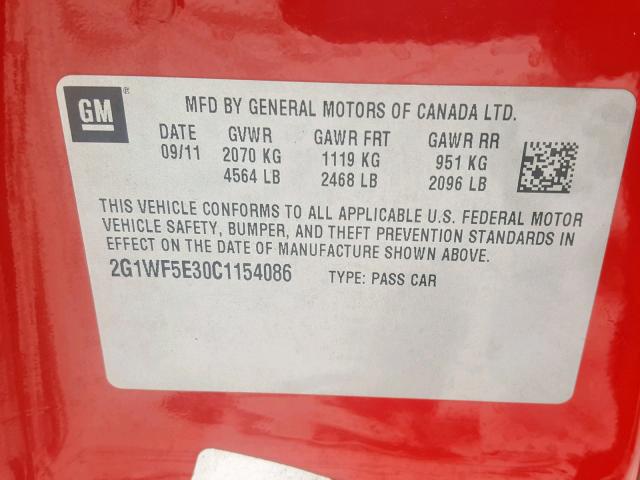 GM
MFD BY GENERAL MOTORS OF CANADA LTD.
DATE GVWR GAWR FRT GAWR RR
09/11 2070 KG 1119 KG 951 KG
4564 LB 2468 LB 2096 LB
THIS VEHICLE CONFORMS TO ALL APPLICABLE U.S. FEDERAL MOTOR
VEHICLE SAFETY, BUMPER, AND THEFT PREVENTION STANDARDS IN
EFFECT ON THE DATE OF MANUFACTURE SHOWN ABOVE.
2G1WF5E30C1154086 TYPE: PASS CAR